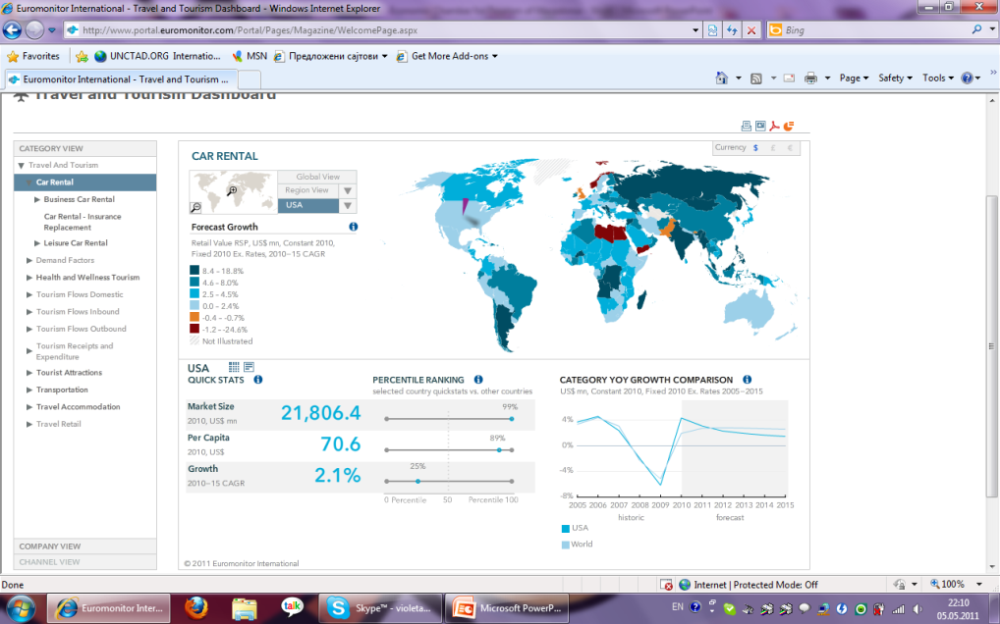 Euromonitor International - Travel and Tourism Dashboard - Windows Internet Explorer
http://www.portal.euromonitor.com/Portal/Pages/Magazine/WelcomePage.aspx
Bing
Favorites
UNCTAD.ORG Internatio...
MSN
Предложени сајтови
Get More Add-ons
Euromonitor International - Travel and Tourism ...
Page
Safety
Tools
Travel and Tourism Dashboard
CATEGORY VIEW
Travel And Tourism
Car Rental
Business Car Rental
Car Rental - Insurance
Replacement
Leisure Car Rental
Demand Factors
Health and Wellness Tourism
Tourism Flows Domestic
Tourism Flows Inbound
Tourism Flows Outbound
Tourism Receipts and
Expenditure
Tourist Attractions
Transportation
Travel Accommodation
Travel Retail
COMPANY VIEW
CHANNEL VIEW
CAR RENTAL
Currency $ £ €
Global View
Region View
USA
Forecast Growth
Retail Value RSP, US$ mn, Constant 2010,
Fixed 2010 Ex. Rates, 2010-15 CAGR
8.4 - 18.8%
4.6 - 8.0%
2.5 - 4.5%
0.0 - 2.4%
-0.4 - -0.7%
-1.2 - -24.6%
Not Illustrated
USA
QUICK STATS
Market Size
2010, US$ mn
21,806.4
Per Capita
2010, US$
70.6
Growth
2010-15 CAGR
2.1%
PERCENTILE RANKING
selected country quickstats vs. other countries
99%
89%
25%
0 Percentile 50 Percentile 100
CATEGORY YOY GROWTH COMPARISON
US$ mn, Constant 2010, Fixed 2010 Ex. Rates 2005-2015
4%
0%
-4%
-8%
2005 2006 2007 2008 2009 2010 2011 2012 2013 2014 2015
historic forecast
USA
World
© 2011 Euromonitor International
Done
Internet | Protected Mode: Off
100%
Euromonitor Inter...
talk
Skype™ - violeta...
Microsoft PowerP...
EN
22:10
05.05.2011